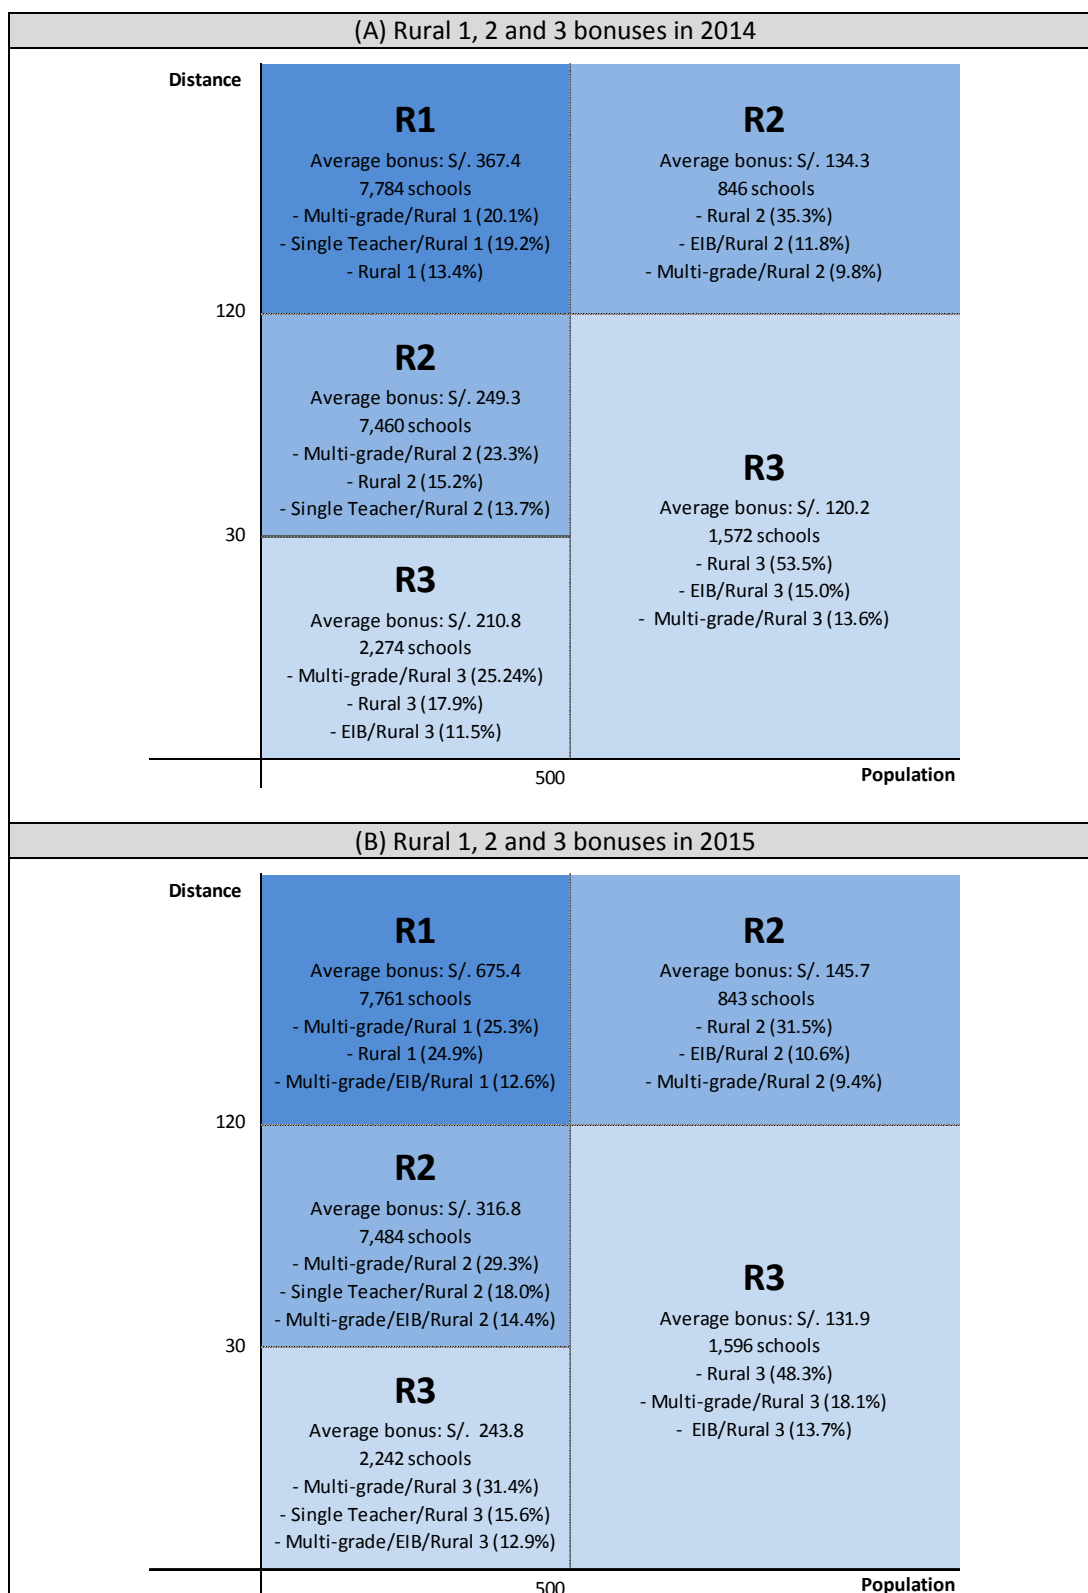 (A) Rural 1, 2 and 3 bonuses in 2014
Distance
R1
Average bonus: S/. 367.4
7,784 schools
- Multi-grade/Rural 1 (20.1%)
- Single Teacher/Rural 1 (19.2%)
- Rural 1 (13.4%)
R2
Average bonus: S/. 134.3
846 schools
- Rural 2 (35.3%)
- EIB/Rural 2 (11.8%)
- Multi-grade/Rural 2 (9.8%)
120
R2
Average bonus: S/. 249.3
7,460 schools
- Multi-grade/Rural 2 (23.3%)
- Rural 2 (15.2%)
- Single Teacher/Rural 2 (13.7%)
R3
Average bonus: S/. 120.2
1,572 schools
- Rural 3 (53.5%)
- EIB/Rural 3 (15.0%)
- Multi-grade/Rural 3 (13.6%)
30
R3
Average bonus: S/. 210.8
2,274 schools
- Multi-grade/Rural 3 (25.24%)
- Rural 3 (17.9%)
- EIB/Rural 3 (11.5%)
500
Population
(B) Rural 1, 2 and 3 bonuses in 2015
Distance
R1
Average bonus: S/. 675.4
7,761 schools
- Multi-grade/Rural 1 (25.3%)
- Rural 1 (24.9%)
- Multi-grade/EIB/Rural 1 (12.6%)
R2
Average bonus: S/. 145.7
843 schools
- Rural 2 (31.5%)
- EIB/Rural 2 (10.6%)
- Multi-grade/Rural 2 (9.4%)
120
R2
Average bonus: S/. 316.8
7,484 schools
- Multi-grade/Rural 2 (29.3%)
- Single Teacher/Rural 2 (18.0%)
- Multi-grade/EIB/Rural 2 (14.4%)
R3
Average bonus: S/. 131.9
1,596 schools
- Rural 3 (48.3%)
- Multi-grade/Rural 3 (18.1%)
- EIB/Rural 3 (13.7%)
30
R3
Average bonus: S/. 243.8
2,242 schools
- Multi-grade/Rural 3 (31.4%)
- Single Teacher/Rural 3 (15.6%)
- Multi-grade/EIB/Rural 3 (12.9%)
500
Population